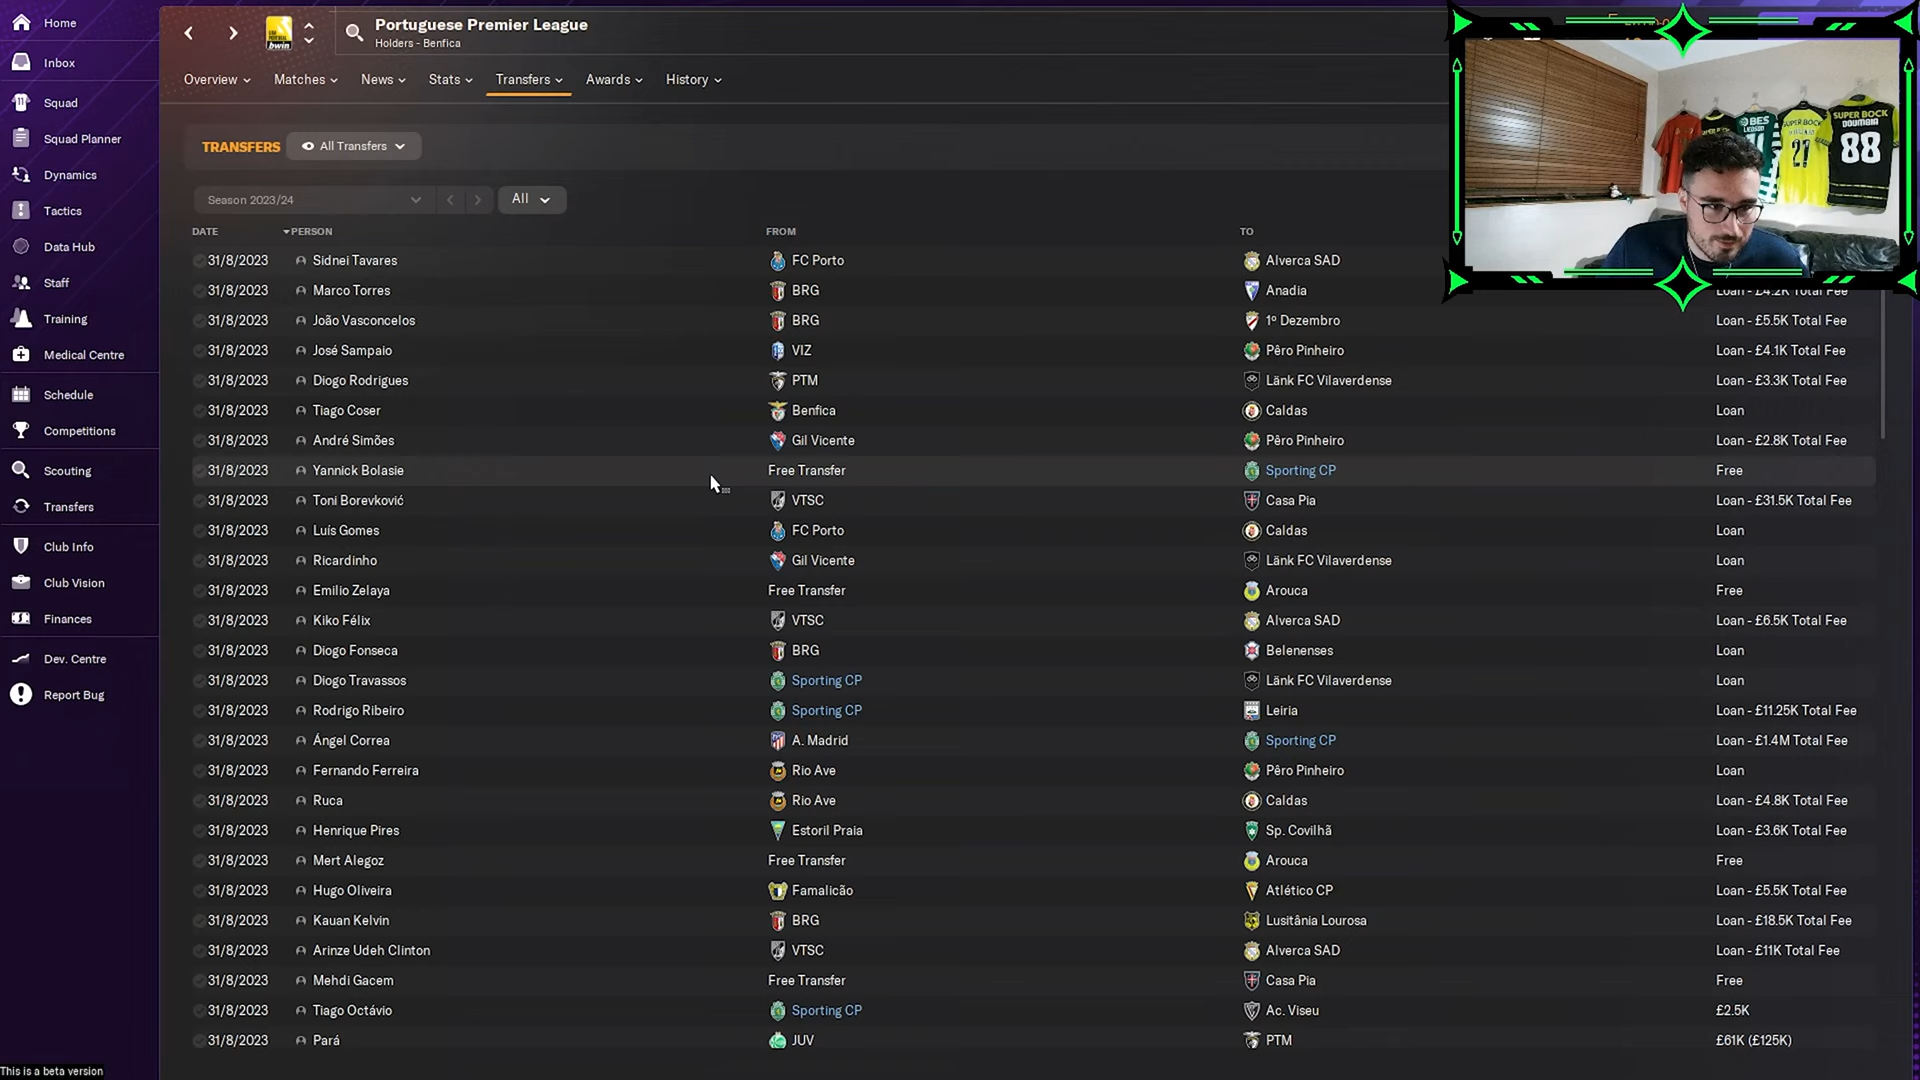 Home
Inbox
Squad
Squad Planner
Dynamics
Tactics
Data Hub
Staff
Training
Medical Centre
Schedule
Competitions
Scouting
Transfers
Club Info
Club Vision
Finances
Dev. Centre
Report Bug
This is a beta version
bwin
Portuguese Premier League
Holders - Benfica
Overview Matches News Stats Transfers Awards History
TRANSFERS All Transfers
Season 2023/24 All
DATE PERSON FROM TO
31/8/2023 Sidnei Tavares FC Porto Alverca SAD
31/8/2023 Marco Torres BRG Anadia Loan - £4.2K Total Fee
31/8/2023 João Vasconcelos BRG 1º Dezembro Loan - £5.5K Total Fee
31/8/2023 José Sampaio VIZ Pêro Pinheiro Loan - £4.1K Total Fee
31/8/2023 Diogo Rodrigues PTM Länk FC Vilaverdense Loan - £3.3K Total Fee
31/8/2023 Tiago Coser Benfica Caldas Loan
31/8/2023 André Simões Gil Vicente Pêro Pinheiro Loan - £2.8K Total Fee
31/8/2023 Yannick Bolasie Free Transfer Sporting CP Free
31/8/2023 Toni Borevković VTSC Casa Pia Loan - £31.5K Total Fee
31/8/2023 Luís Gomes FC Porto Caldas Loan
31/8/2023 Ricardinho Gil Vicente Länk FC Vilaverdense Loan
31/8/2023 Emilio Zelaya Free Transfer Arouca Free
31/8/2023 Kiko Félix VTSC Alverca SAD Loan - £6.5K Total Fee
31/8/2023 Diogo Fonseca BRG Belenenses Loan
31/8/2023 Diogo Travassos Sporting CP Länk FC Vilaverdense Loan
31/8/2023 Rodrigo Ribeiro Sporting CP Leiria Loan - £11.25K Total Fee
31/8/2023 Ángel Correa A. Madrid Sporting CP Loan - £1.4M Total Fee
31/8/2023 Fernando Ferreira Rio Ave Pêro Pinheiro Loan
31/8/2023 Ruca Rio Ave Caldas Loan - £4.8K Total Fee
31/8/2023 Henrique Pires Estoril Praia Sp. Covilhã Loan - £3.6K Total Fee
31/8/2023 Mert Alegoz Free Transfer Arouca Free
31/8/2023 Hugo Oliveira Famalicão Atlético CP Loan - £5.5K Total Fee
31/8/2023 Kauan Kelvin BRG Lusitânia Lourosa Loan - £18.5K Total Fee
31/8/2023 Arinze Udeh Clinton VTSC Alverca SAD Loan - £11K Total Fee
31/8/2023 Mehdi Gacem Free Transfer Casa Pia Free
31/8/2023 Tiago Octávio Sporting CP Ac. Viseu £2.5K
31/8/2023 Pará JUV PTM £61K (£125K)
BES
SUPER BOCK
27
SUPER BOCK
DOUMBIA
88